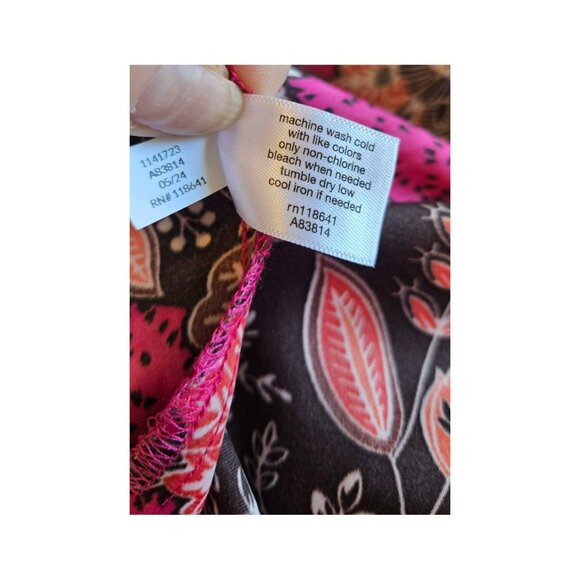 1141723
A83814
05/24
RN# 118641
machine wash cold
with like colors
only non-chlorine
bleach when needed
tumble dry low
cool iron if needed
rn118641
A83814